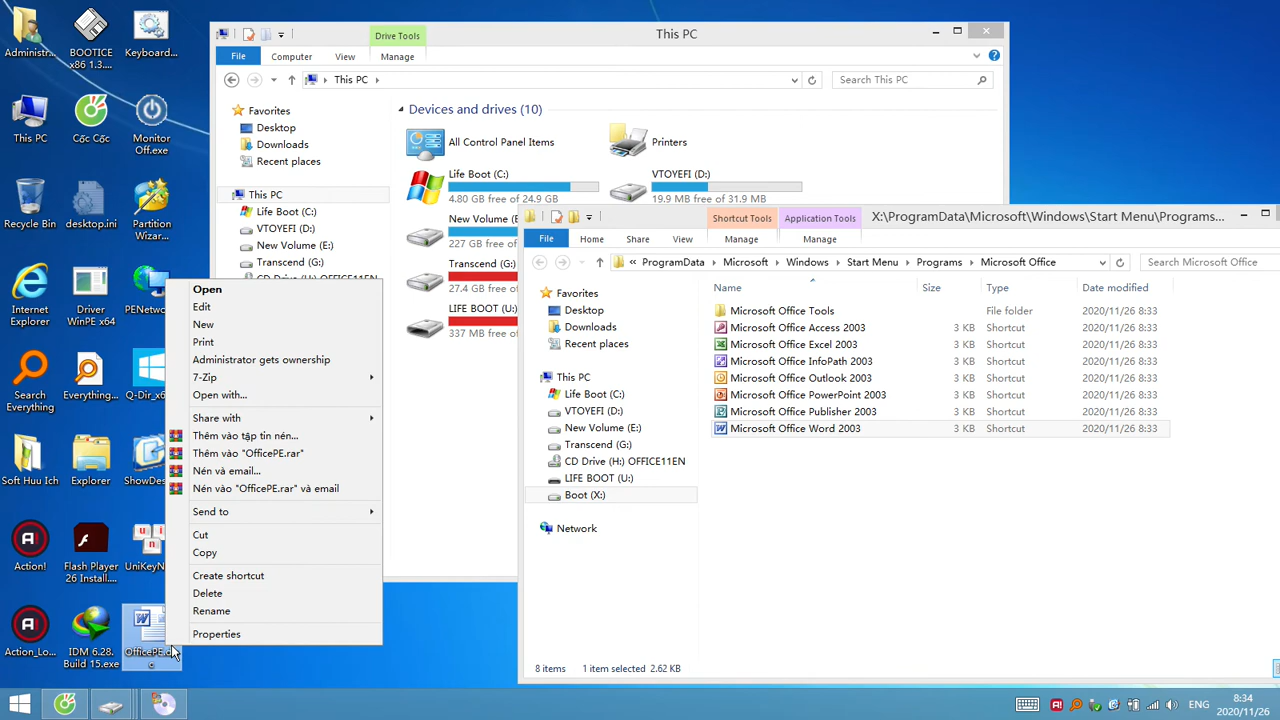 Administr...
BOOTICE
x86 1.3....
Keyboard...
This PC
Cốc Cốc
Monitor
Off.exe
Recycle Bin
desktop.ini
Partition
Wizar...
Internet
Explorer
Driver
WinPE x64
PENetwor
Search
Everything
Everything...
Q-Dir_x6
Soft Huu Ich
Explorer
ShowDes
Action!
Flash Player
26 Install....
UniKeyN
Action_Lo...
IDM 6.28.
Build 15.exe
OfficePE.d
c
Drive Tools
This PC
File
Computer
View
Manage
This PC
Search This PC
Favorites
Desktop
Downloads
Recent places
This PC
Life Boot (C:)
VTOYEFI (D:)
New Volume (E:)
Transcend (G:)
CD Drive (H:) OFFICE11EN
Devices and drives (10)
All Control Panel Items
Printers
Life Boot (C:)
4.80 GB free of 24.9 GB
VTOYEFI (D:)
19.9 MB free of 31.9 MB
New Volume (E
227 GB free of
Transcend (G:)
LIFE BOOT (U:)
337 MB free of
Open
Edit
New
Print
Administrator gets ownership
7-Zip
Open with...
Share with
Thêm vào tập tin nén...
Thêm vào "OfficePE.rar"
Nén và email...
Nén vào "OfficePE.rar" và email
Send to
Cut
Copy
Create shortcut
Delete
Rename
Properties
Shortcut Tools
Application Tools
X:\ProgramData\Microsoft\Windows\Start Menu\Programs...
File
Home
Share
View
Manage
Manage
« ProgramData
Microsoft
Windows
Start Menu
Programs
Microsoft Office
Search Microsoft Office
Favorites
Desktop
Downloads
Recent places
This PC
Life Boot (C:)
VTOYEFI (D:)
New Volume (E:)
Transcend (G:)
CD Drive (H:) OFFICE11EN
LIFE BOOT (U:)
Boot (X:)
Network
Name Size Type Date modified
Microsoft Office Tools File folder 2020/11/26 8:33
Microsoft Office Access 2003 3 KB Shortcut 2020/11/26 8:33
Microsoft Office Excel 2003 3 KB Shortcut 2020/11/26 8:33
Microsoft Office InfoPath 2003 3 KB Shortcut 2020/11/26 8:33
Microsoft Office Outlook 2003 3 KB Shortcut 2020/11/26 8:33
Microsoft Office PowerPoint 2003 3 KB Shortcut 2020/11/26 8:33
Microsoft Office Publisher 2003 3 KB Shortcut 2020/11/26 8:33
Microsoft Office Word 2003 3 KB Shortcut 2020/11/26 8:33
8 items 1 item selected 2.62 KB
ENG
8:34
2020/11/26